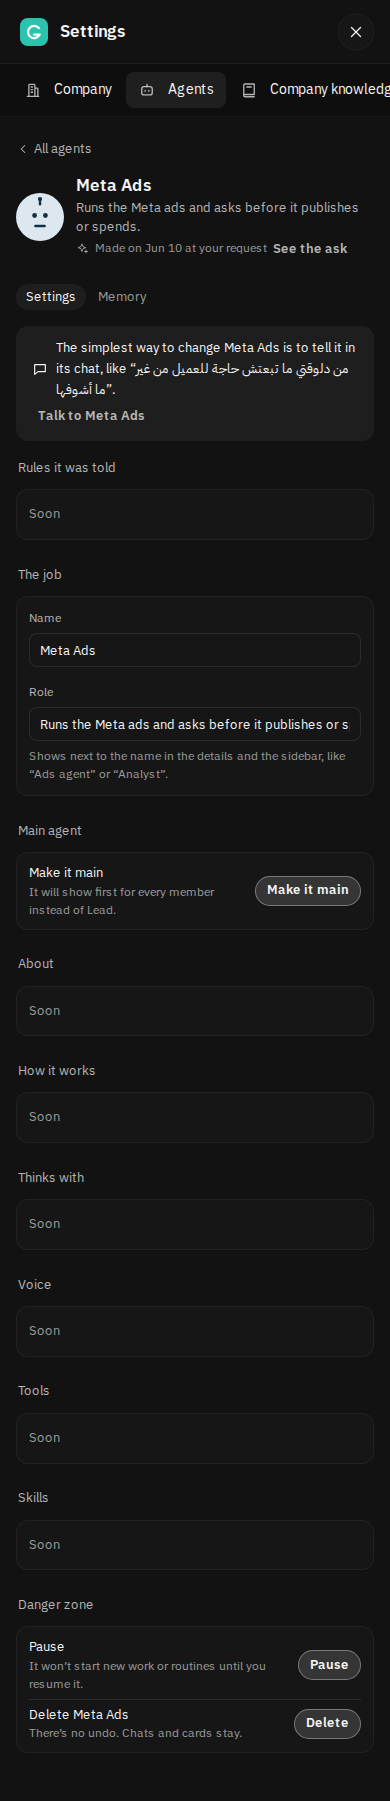 Settings
Company
Agents
Company knowledg
All agents
Meta Ads
Runs the Meta ads and asks before it publishes
or spends.
Made on Jun 10 at your request See the ask
Settings
Memory
The simplest way to change Meta Ads is to tell it in
its chat, like “من دلوقتي ما تبعتش حاجة للعميل من غير
ما أشوفها”.
Talk to Meta Ads
Rules it was told
Soon
The job
Name
Meta Ads
Role
Runs the Meta ads and asks before it publishes or s
Shows next to the name in the details and the sidebar, like
“Ads agent” or “Analyst”.
Main agent
Make it main
It will show first for every member
instead of Lead.
Make it main
About
Soon
How it works
Soon
Thinks with
Soon
Voice
Soon
Tools
Soon
Skills
Soon
Danger zone
Pause
It won’t start new work or routines until you
resume it.
Pause
Delete Meta Ads
There’s no undo. Chats and cards stay.
Delete